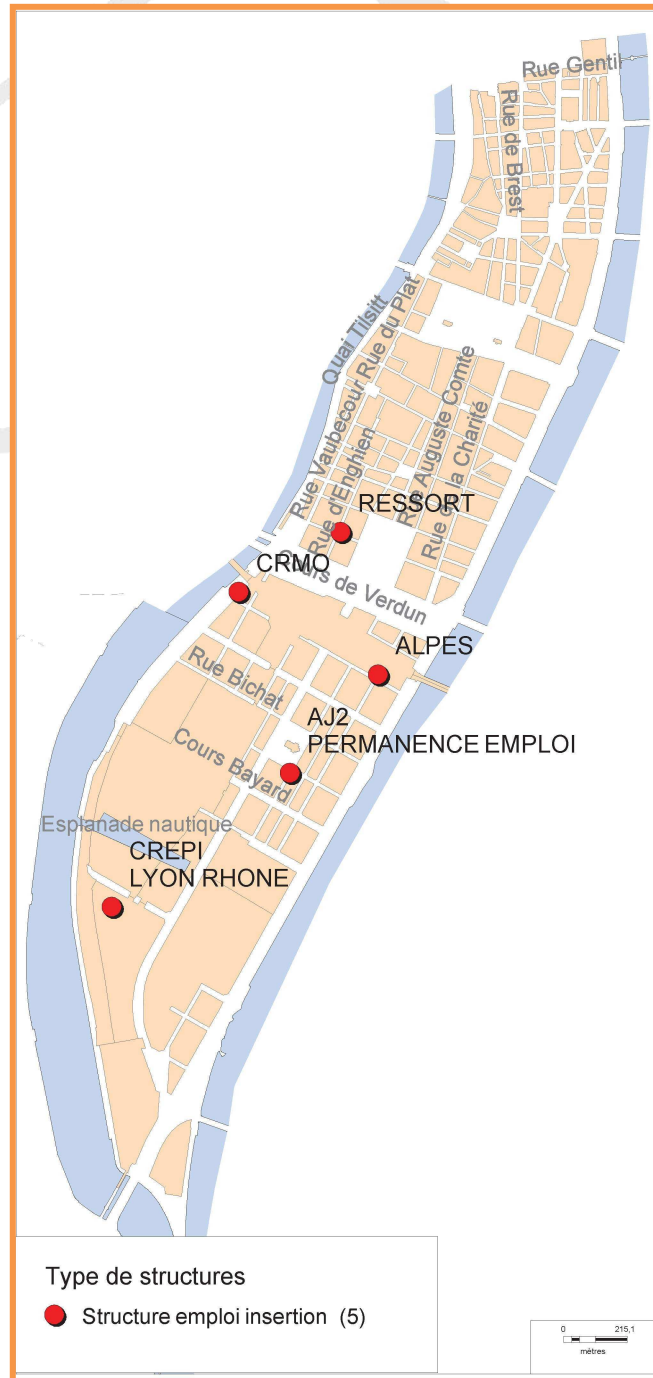 Rue Gentil
Rue de Brest
Quai Tilsitt
Rue du Plat
Rue Vaubecour
Rue Auguste Comte
Rue d'Enghien
Rue de la Charité
RESSORT
Cours de Verdun
CRMO
ALPES
Rue Bichat
AJ2
PERMANENCE EMPLOI
Cours Bayard
Esplanade nautique
CREPI
LYON RHONE
Type de structures
Structure emploi insertion (5)
0 215,1
mètres